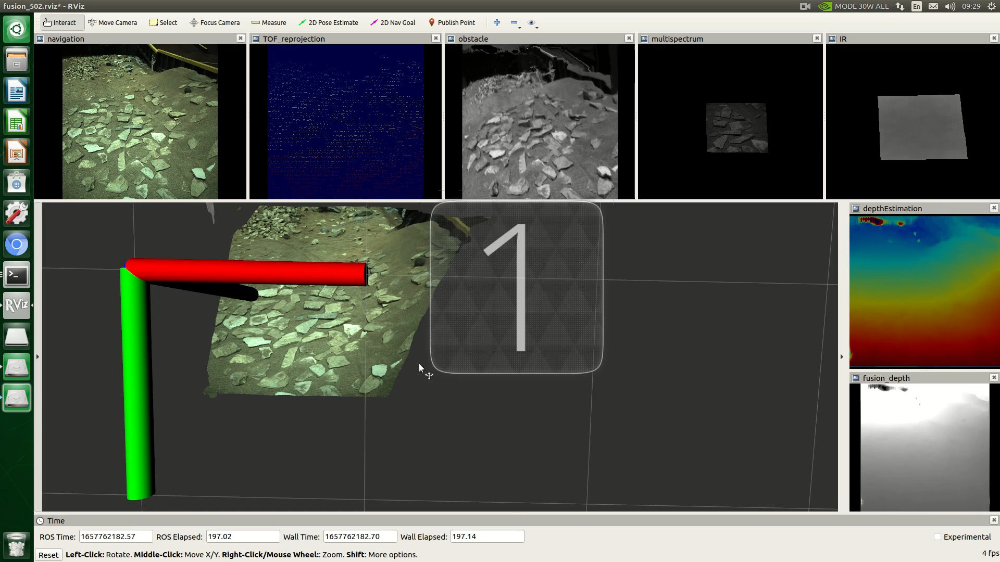 fusion_502.rviz* - RViz
MODE 30W ALL
En
09:29
Interact
Move Camera
Select
Focus Camera
Measure
2D Pose Estimate
2D Nav Goal
Publish Point
navigation
TOF_reprojection
obstacle
multispectrum
IR
depthEstimation
1
RViz
fusion_depth
Time
ROS Time: 1657762182.57 ROS Elapsed: 197.02 Wall Time: 1657762182.70 Wall Elapsed: 197.14
Experimental
Reset Left-Click: Rotate. Middle-Click: Move X/Y. Right-Click/Mouse Wheel:: Zoom. Shift: More options.
4 fps